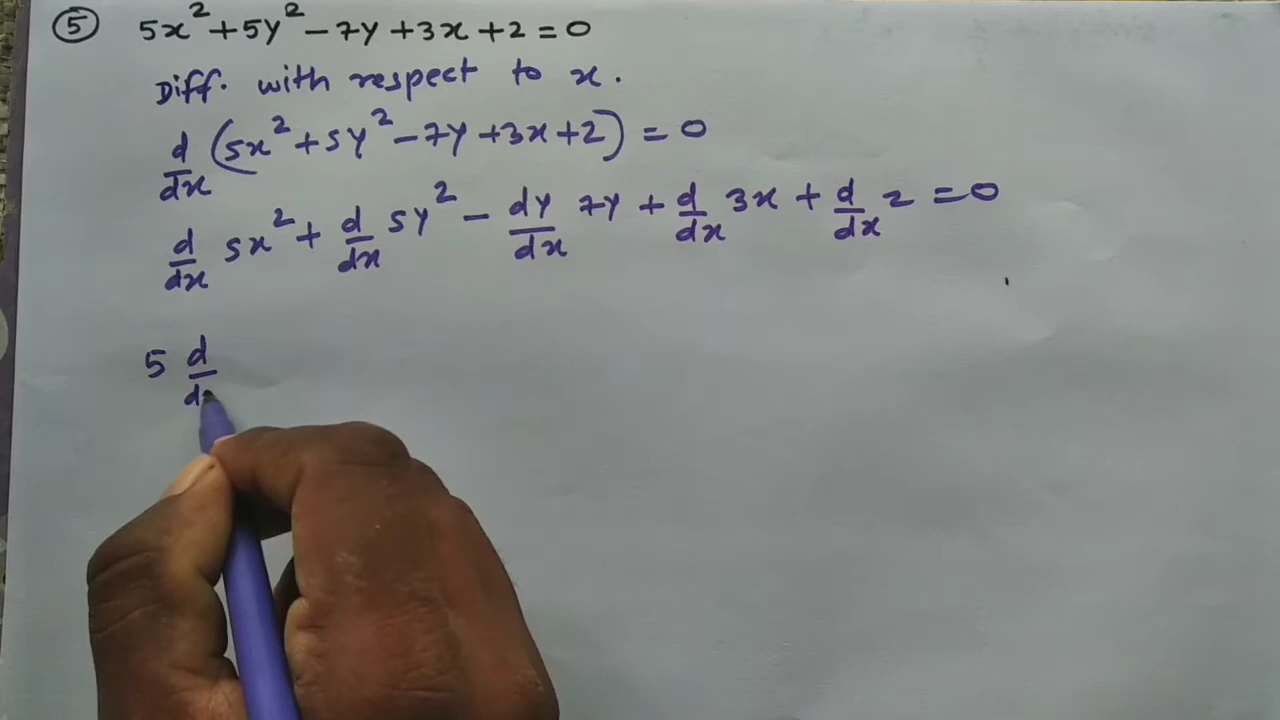 ⑤ 5x² + 5y² - 7y + 3x + 2 = 0
Diff. with respect to x.
d/dx (5x² + 5y² - 7y + 3x + 2) = 0
d/dx 5x² + d/dx 5y² - dy/dx 7y + d/dx 3x + d/dx 2 = 0
5 d/dx